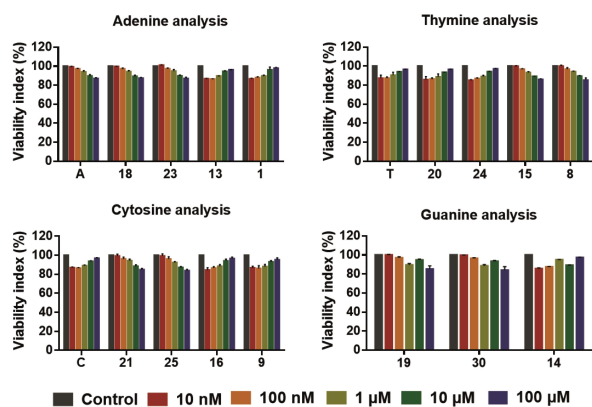 Adenine analysis
Viability index (%)
120
100
80
60
40
20
0
A 18 23 13 1
Thymine analysis
Viability index (%)
120
100
80
60
40
20
0
T 20 24 15 8
Cytosine analysis
Viability index (%)
120
100
80
60
40
20
0
C 21 25 16 9
Guanine analysis
Viability index (%)
120
100
80
60
40
20
0
19 30 14
Control 10 nM 100 nM 1 µM 10 µM 100 µM